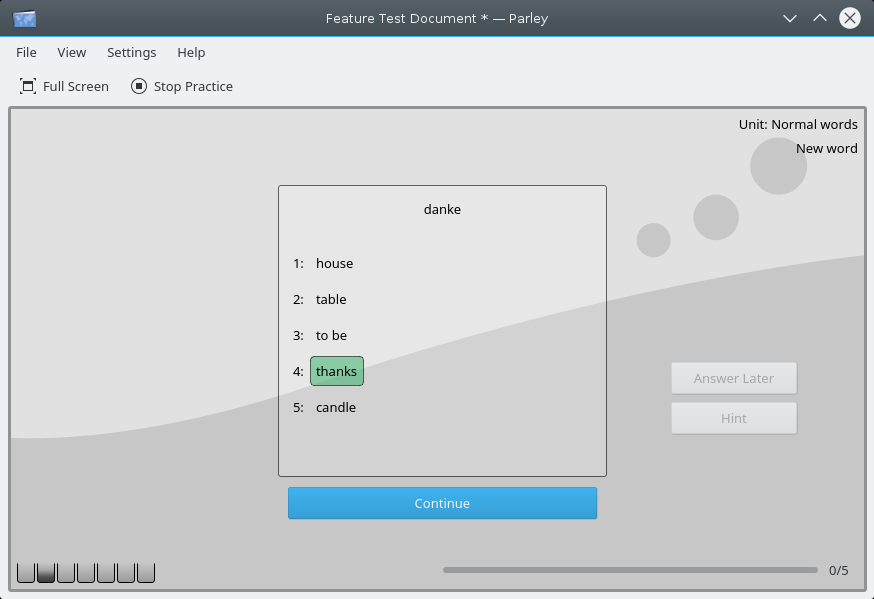 Feature Test Document * — Parley
File View Settings Help
Full Screen Stop Practice
Unit: Normal words
New word
danke
1: house
2: table
3: to be
4: thanks
5: candle
Answer Later
Hint
Continue
0/5